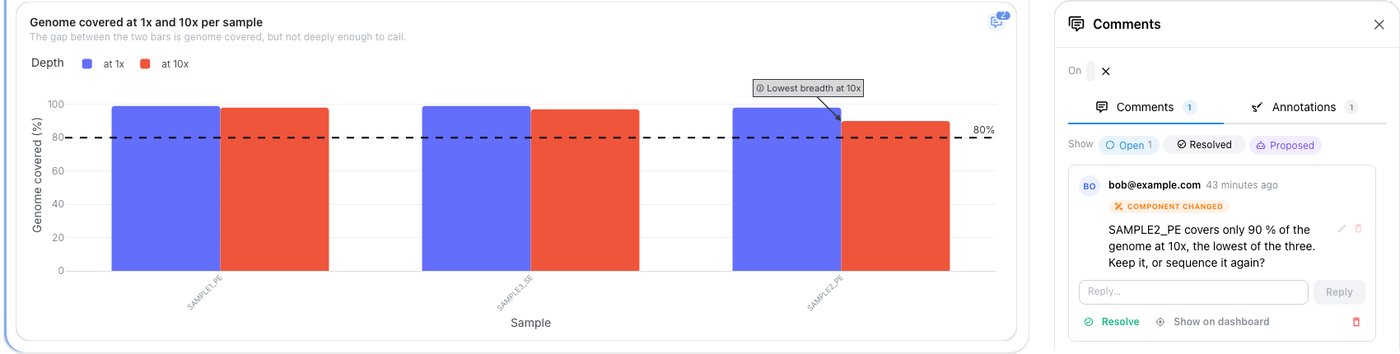 Genome covered at 1x and 10x per sample
2
The gap between the two bars is genome covered, but not deeply enough to call.
Depth
at 1x
at 10x
Lowest breadth at 10x
80%
Genome covered (%)
100
80
60
40
20
0
SAMPLE1_PE
SAMPLE3_SE
SAMPLE2_PE
Sample
Comments
On
Comments 1
Annotations 1
Show
Open 1
Resolved
Proposed
BO
bob@example.com 43 minutes ago
COMPONENT CHANGED
SAMPLE2_PE covers only 90 % of the
genome at 10x, the lowest of the three.
Keep it, or sequence it again?
Reply...
Reply
Resolve
Show on dashboard